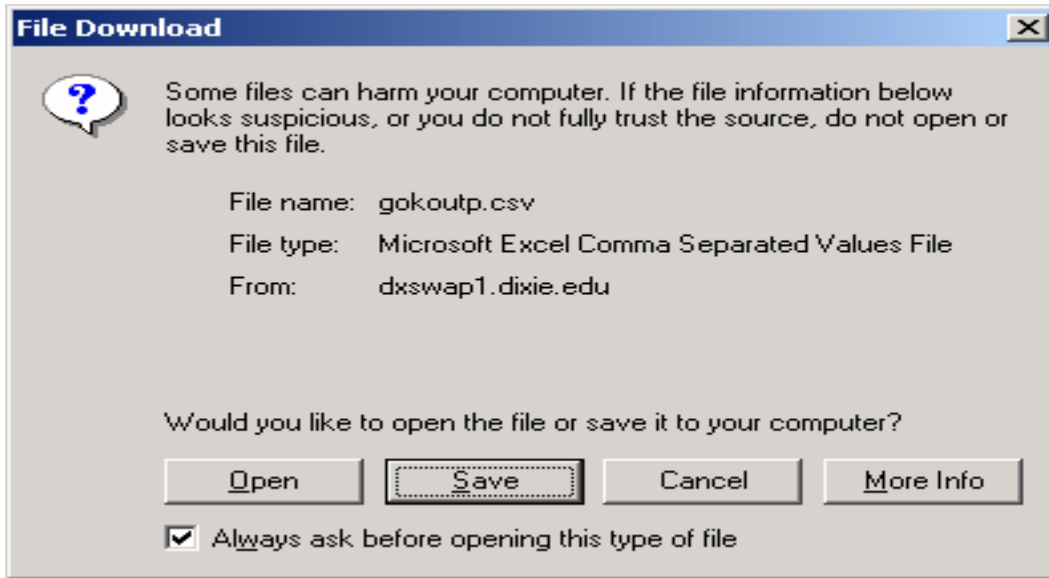 File Download
Some files can harm your computer. If the file information below
looks suspicious, or you do not fully trust the source, do not open or
save this file.
File name: gokoutp.csv
File type: Microsoft Excel Comma Separated Values File
From: dxswap1.dixie.edu
Would you like to open the file or save it to your computer?
Open Save Cancel More Info
Always ask before opening this type of file